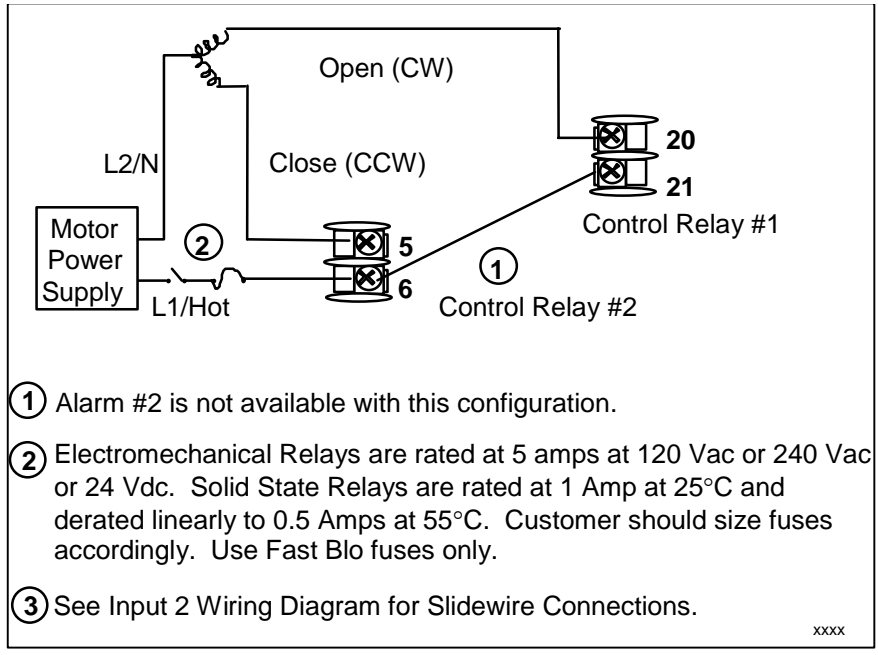 Open (CW)
20
L2/N
Close (CCW)
21
Control Relay #1
Motor
Power
Supply
2
5
6
1
L1/Hot
Control Relay #2
1 Alarm #2 is not available with this configuration.
2 Electromechanical Relays are rated at 5 amps at 120 Vac or 240 Vac
or 24 Vdc. Solid State Relays are rated at 1 Amp at 25°C and
derated linearly to 0.5 Amps at 55°C. Customer should size fuses
accordingly. Use Fast Blo fuses only.
3 See Input 2 Wiring Diagram for Slidewire Connections.
xxxx